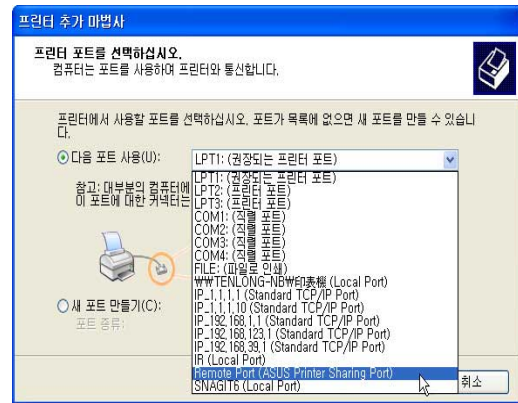 프린터 추가 마법사
프린터 포트를 선택하십시오.
컴퓨터는 포트를 사용하여 프린터와 통신합니다.
프린터에서 사용할 포트를 선택하십시오. 포트가 목록에 없으면 새 포트를 만들 수 있습니
다.
다음 포트 사용(U):
LPT1: (권장되는 프린터 포트)
참고: 대부분의 컴퓨터에
이 포트에 대한 커넥터는
LPT1: (권장되는 프린터 포트)
LPT2: (프린터 포트)
LPT3: (프린터 포트)
COM1: (직렬 포트)
COM2: (직렬 포트)
COM3: (직렬 포트)
COM4: (직렬 포트)
FILE: (파일로 인쇄)
₩₩TENLONG-NB₩印表機 (Local Port)
IP_1.1.1.1 (Standard TCP/IP Port)
IP_1.1.1.10 (Standard TCP/IP Port)
IP_192.168.1.1 (Standard TCP/IP Port)
IP_192.168.123.1 (Standard TCP/IP Port)
IP_192.168.39.1 (Standard TCP/IP Port)
IR (Local Port)
Remote Port (ASUS Printer Sharing Port)
SNAGIT6 (Local Port)
새 포트 만들기(C):
포트 종류:
취소